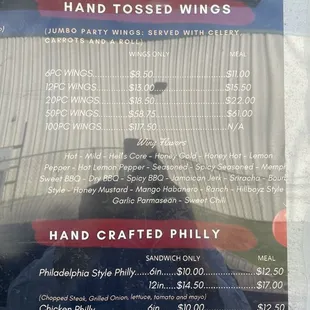 HAND TOSSED WINGS
(JUMBO PARTY WINGS: SERVED WITH CELERY,
CARROTS AND A ROLL)
WINGS ONLY MEAL
6PC WINGS..........$8.50 $11.00
12PC WINGS.........$13.00 $15.50
20PC WINGS.........$18.50 $22.00
50PC WINGS.........$58.75 $61.00
100PC WINGS........$117.50 N/A
Wing Flavors
Hot - Mild - Hell's Core - Honey Gold - Honey Hot - Lemon
Pepper - Hot Lemon Pepper - Seasoned - Spicy Seasoned - Memph
Sweet BBQ - Dry BBQ - Spicy BBQ - Jamaican Jerk - Sriracha -
Style - Honey Mustard - Mango Habanero - Ranch - Hillboyz Style
Garlic Parmesean - Sweet Chili
HAND CRAFTED PHILLY
SANDWICH ONLY MEAL
Philadelphia Style Philly......6in....$10.00..............$12.50
12in....$14.50..............$17.00
(Chopped Steak, Grilled Onion, lettuce, tomato and mayo)
Chicken Philly 6in $10.00 $12.50